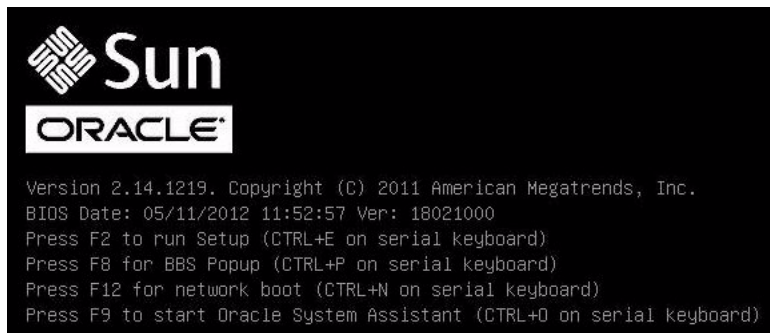 Sun
ORACLE
Version 2.14.1219. Copyright (C) 2011 American Megatrends, Inc.
BIOS Date: 05/11/2012 11:52:57 Ver: 18021000
Press F2 to run Setup (CTRL+E on serial keyboard)
Press F8 for BBS Popup (CTRL+P on serial keyboard)
Press F12 for network boot (CTRL+N on serial keyboard)
Press F9 to start Oracle System Assistant (CTRL+O on serial keyboard)